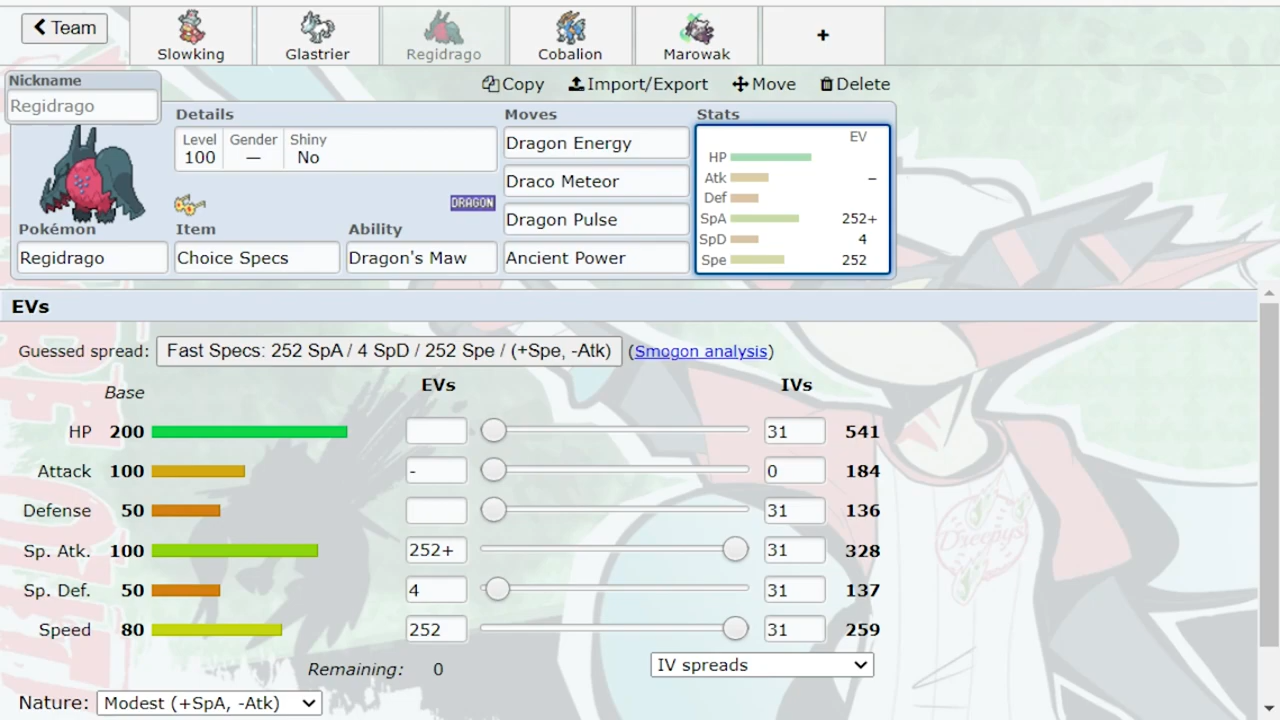 Team
Slowking
Glastrier
Regidrago
Cobalion
Marowak
+
Nickname
Regidrago
Copy
Import/Export
Move
Delete
Details
Level
Gender
Shiny
100
—
No
DRAGON
Pokémon
Item
Ability
Regidrago
Choice Specs
Dragon's Maw
Moves
Dragon Energy
Draco Meteor
Dragon Pulse
Ancient Power
Stats
EV
HP
Atk –
Def
SpA 252+
SpD 4
Spe 252
EVs
Guessed spread: Fast Specs: 252 SpA / 4 SpD / 252 Spe / (+Spe, -Atk) (Smogon analysis)
Base EVs IVs
HP 200 31 541
Attack 100 - 0 184
Defense 50 31 136
Sp. Atk. 100 252+ 31 328
Sp. Def. 50 4 31 137
Speed 80 252 31 259
Remaining: 0 IV spreads
Nature: Modest (+SpA, -Atk)
Dreepys